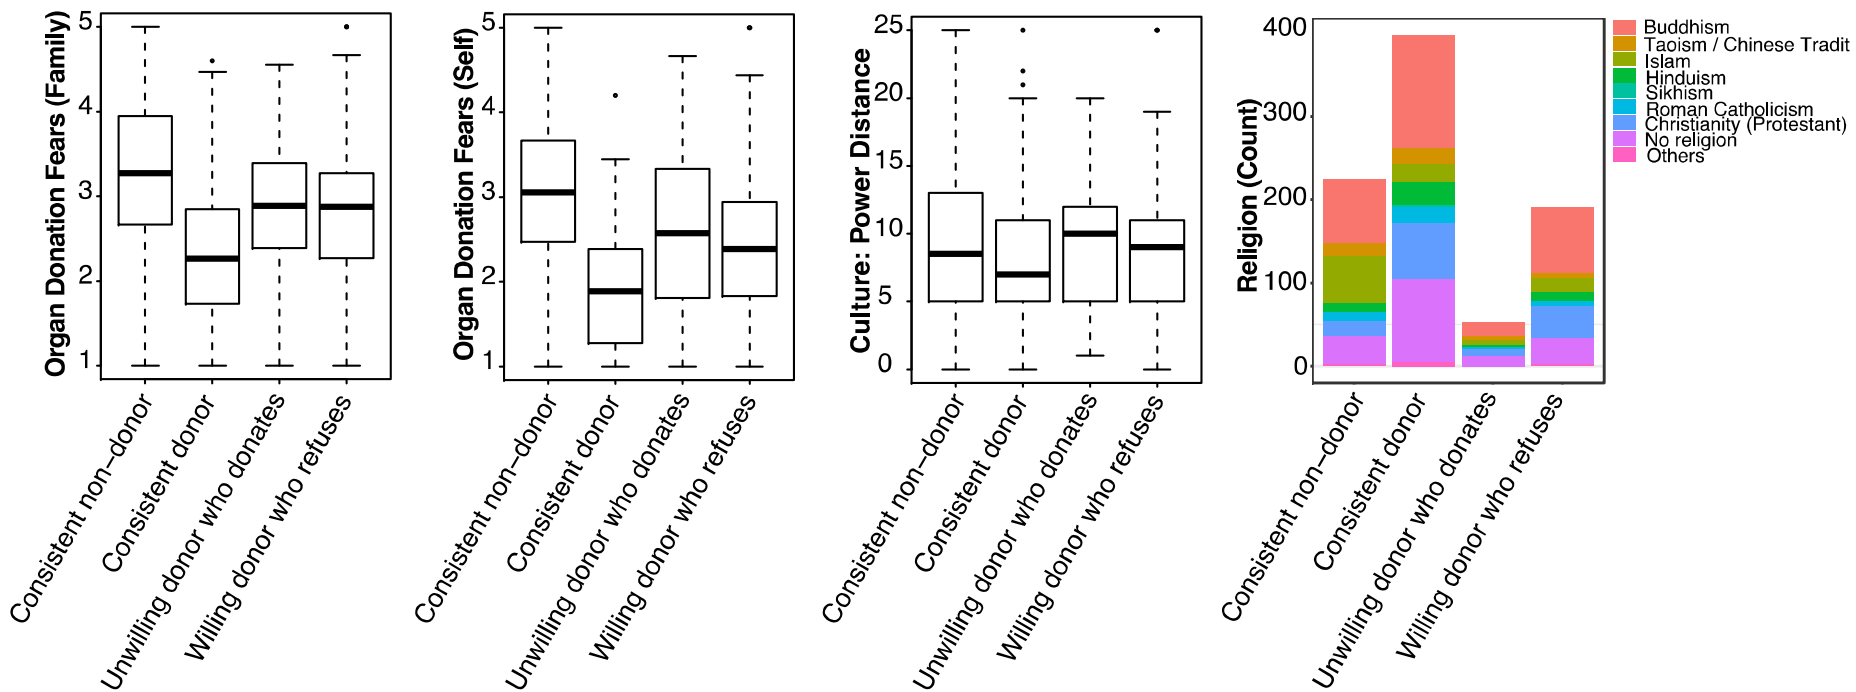 Organ Donation Fears (Family)
5
4
3
2
1
Consistent non−donor
Consistent donor
Unwilling donor who donates
Willing donor who refuses
Organ Donation Fears (Self)
5
4
3
2
1
Consistent non−donor
Consistent donor
Unwilling donor who donates
Willing donor who refuses
Culture: Power Distance
25
20
15
10
5
0
Consistent non−donor
Consistent donor
Unwilling donor who donates
Willing donor who refuses
Religion (Count)
400
300
200
100
0
Consistent non−donor
Consistent donor
Unwilling donor who donates
Willing donor who refuses
Buddhism
Taoism / Chinese Tradit
Islam
Hinduism
Sikhism
Roman Catholicism
Christianity (Protestant)
No religion
Others